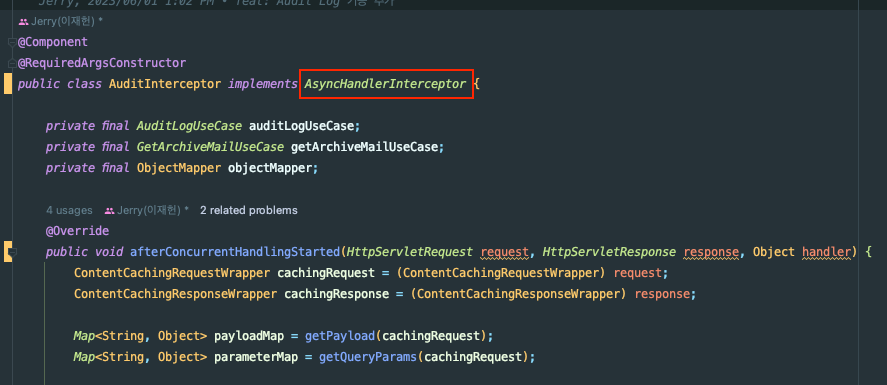 Jerry, 2023/06/01 1:02 PM • feat: Audit Log 기능 추가
Jerry(이재헌) *
@Component
@RequiredArgsConstructor
public class AuditInterceptor implements AsyncHandlerInterceptor {
private final AuditLogUseCase auditLogUseCase;
private final GetArchiveMailUseCase getArchiveMailUseCase;
private final ObjectMapper objectMapper;
4 usages Jerry(이재헌) * 2 related problems
@Override
public void afterConcurrentHandlingStarted(HttpServletRequest request, HttpServletResponse response, Object handler) {
ContentCachingRequestWrapper cachingRequest = (ContentCachingRequestWrapper) request;
ContentCachingResponseWrapper cachingResponse = (ContentCachingResponseWrapper) response;
Map<String, Object> payloadMap = getPayload(cachingRequest);
Map<String, Object> parameterMap = getQueryParams(cachingRequest);